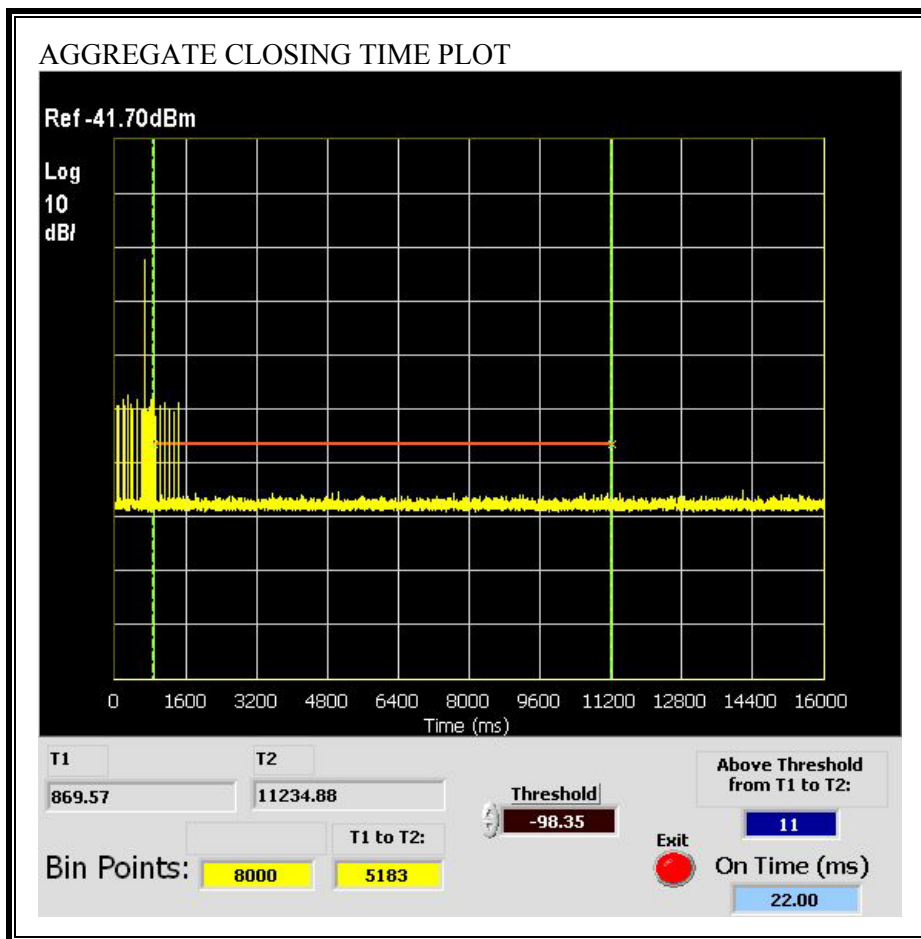 AGGREGATE CLOSING TIME PLOT
Ref -41.70dBm
Log
10
dB/
0 1600 3200 4800 6400 8000 9600 11200 12800 14400 16000
Time (ms)
T1 T2
869.57 11234.88
Threshold
-98.35
Above Threshold
from T1 to T2:
11
T1 to T2:
Bin Points: 8000 5183
Exit
On Time (ms)
22.00